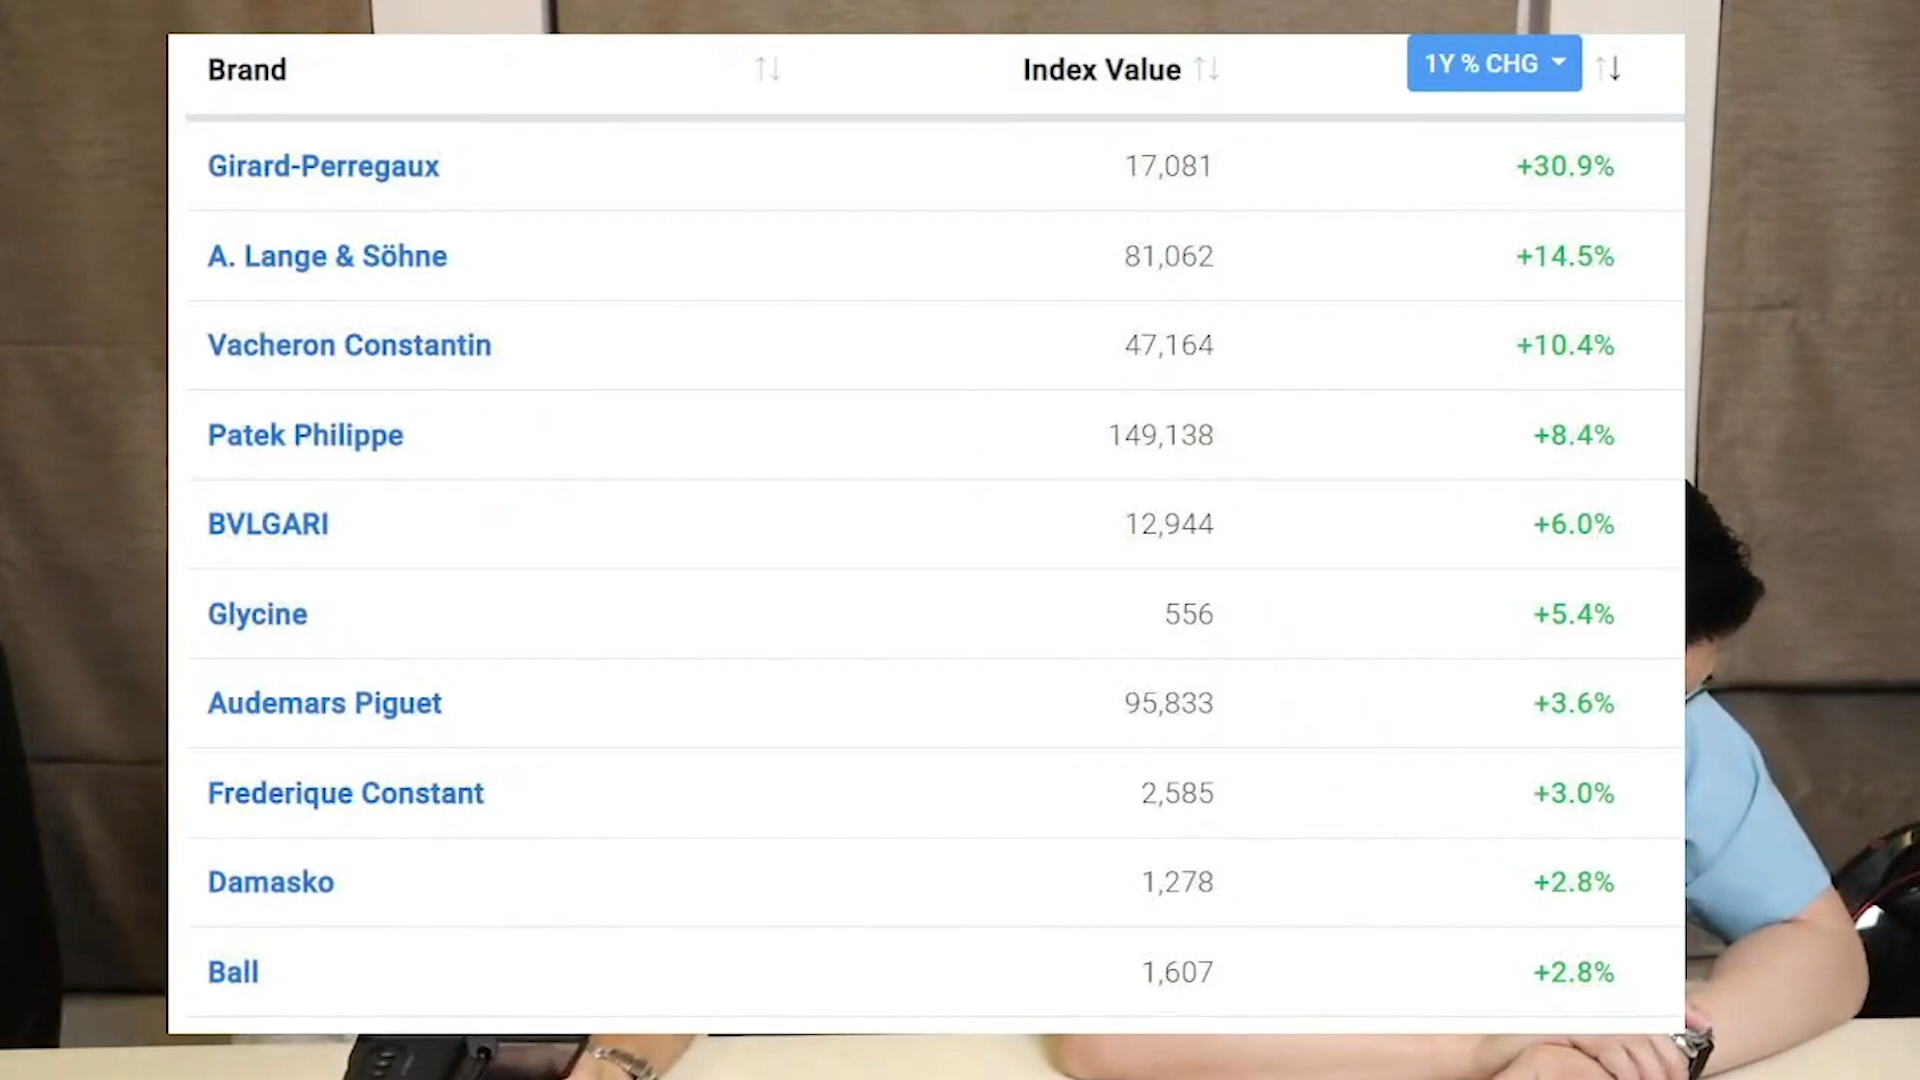 Brand Index Value 1Y % CHG
Girard-Perregaux 17,081 +30.9%
A. Lange & Söhne 81,062 +14.5%
Vacheron Constantin 47,164 +10.4%
Patek Philippe 149,138 +8.4%
BVLGARI 12,944 +6.0%
Glycine 556 +5.4%
Audemars Piguet 95,833 +3.6%
Frederique Constant 2,585 +3.0%
Damasko 1,278 +2.8%
Ball 1,607 +2.8%